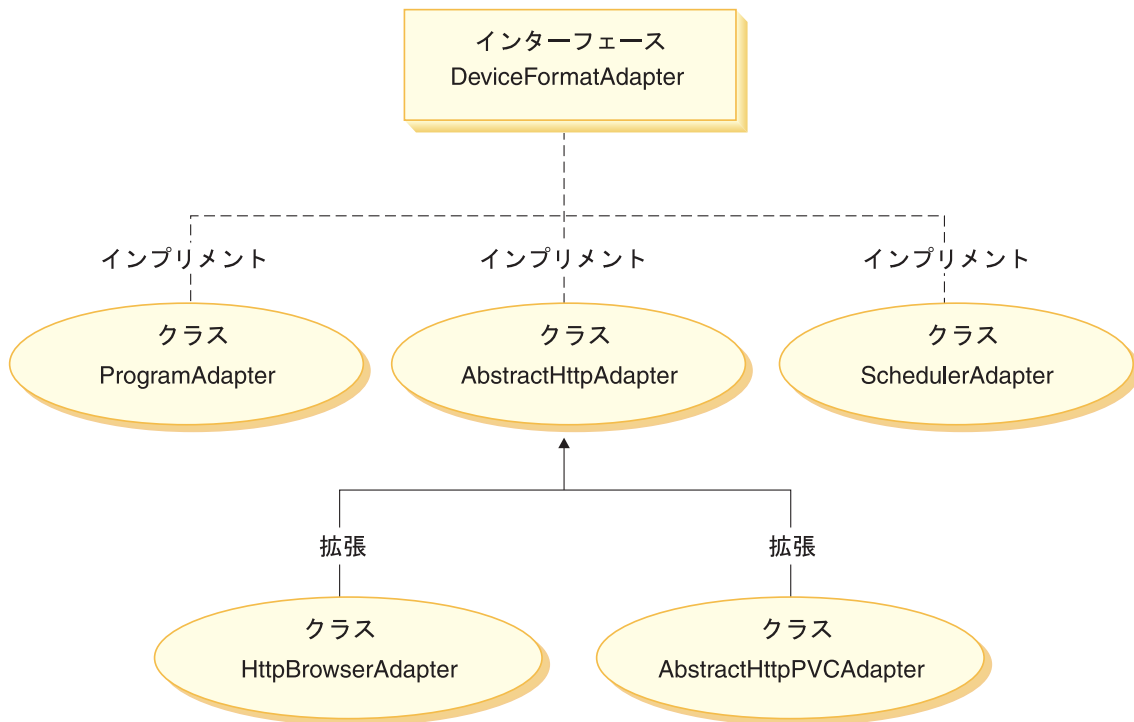 インターフェース
DeviceFormatAdapter
インプリメント
インプリメント
インプリメント
クラス
ProgramAdapter
クラス
AbstractHttpAdapter
クラス
SchedulerAdapter
拡張
拡張
クラス
HttpBrowserAdapter
クラス
AbstractHttpPVCAdapter